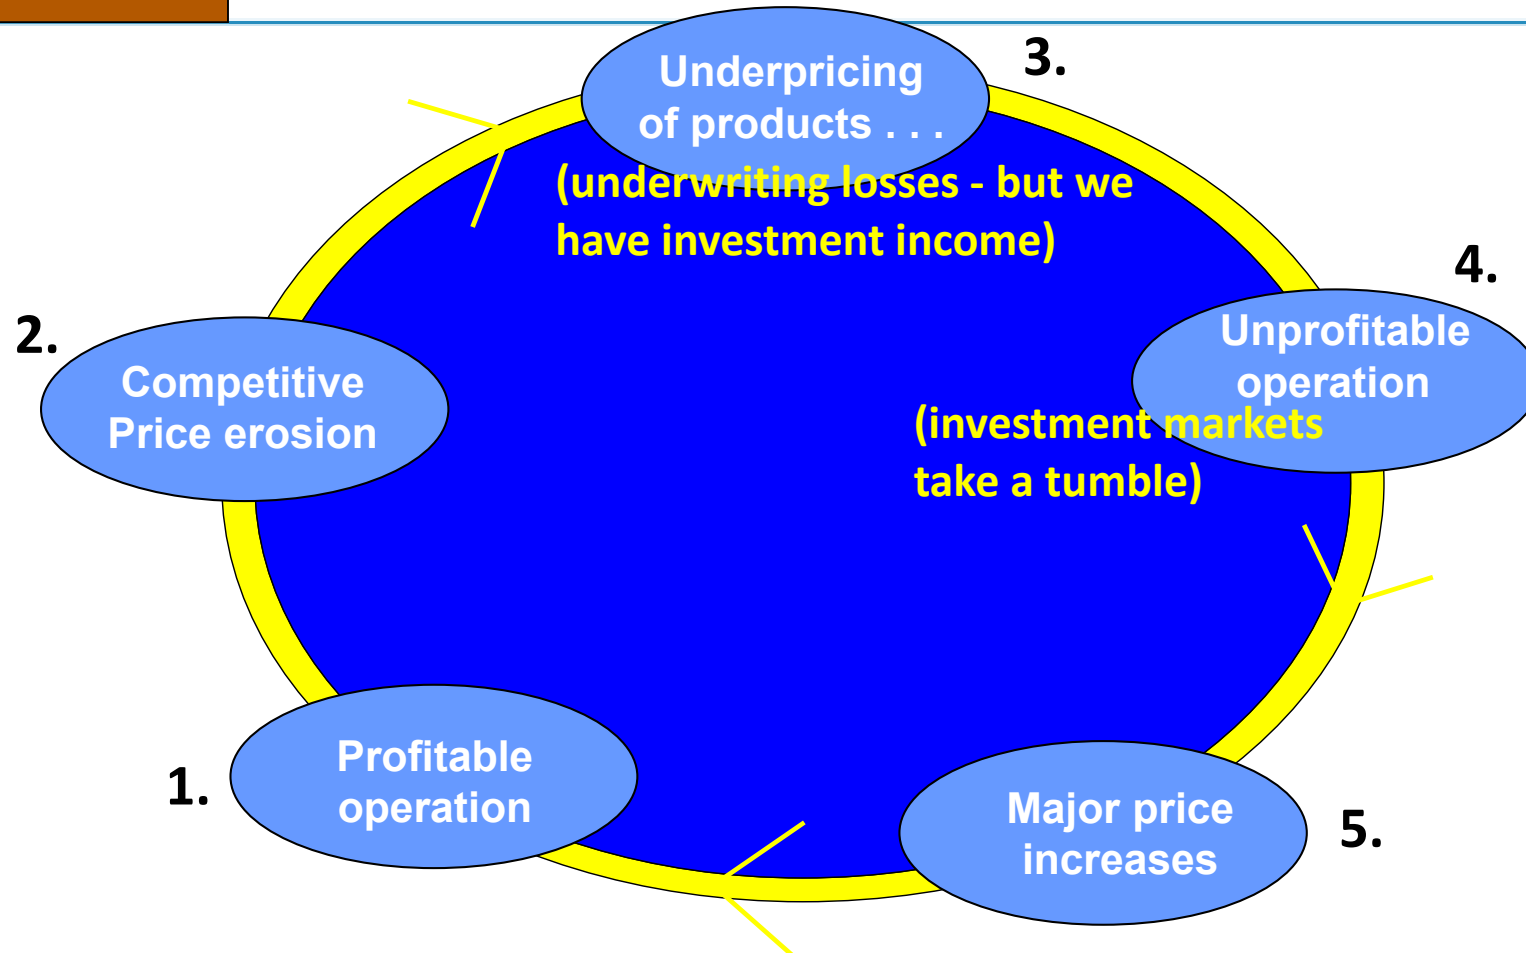 3.
Underpricing
of products . . .
(underwriting losses - but we
have investment income)
4.
Unprofitable
operation
(investment markets
take a tumble)
2.
Competitive
Price erosion
1.
Profitable
operation
Major price
increases
5.